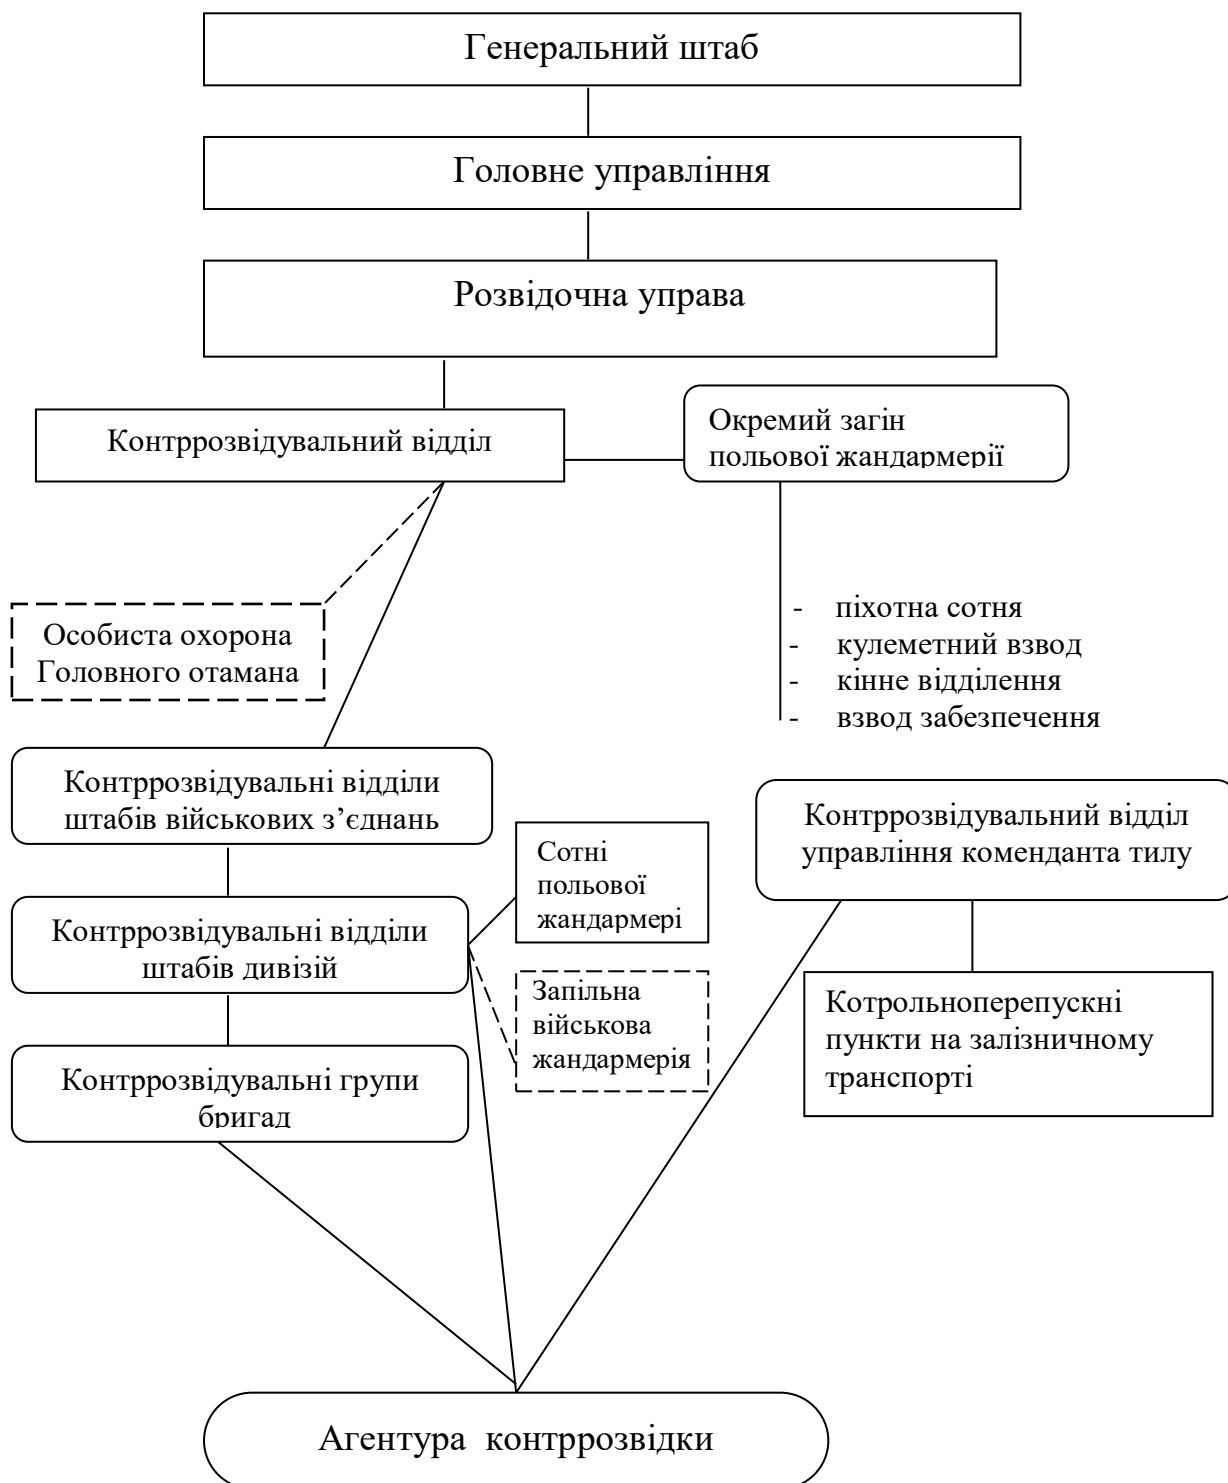 Генеральний штаб
Головне управління
Розвідочна управа
Контррозвідувальний відділ
Окремий загін
польової жандармерії
Особиста охорона
Головного отамана
- піхотна сотня
- кулеметний взвод
- кінне відділення
- взвод забезпечення
Контррозвідувальні відділи
штабів військових з’єднань
Контррозвідувальний відділ
управління коменданта тилу
Сотні
польової
жандармері
Контррозвідувальні відділи
штабів дивізій
Запільна
військова
жандармерія
Котрольноперепускні
пункти на залізничному
транспорті
Контррозвідувальні групи
бригад
Агентура контррозвідки